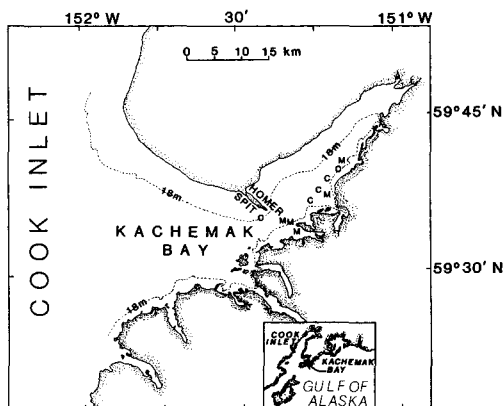 152° W
30'
151° W
0 5 10 15 km
59°45' N
COOK INLET
18m
M
O
C
C
M
C
HOMER
SPIT
18m
O
MM
M
KACHEMAK
BAY
59°30' N
18m
COOK
INLET
KACHEMAK
BAY
GULF OF
ALASKA